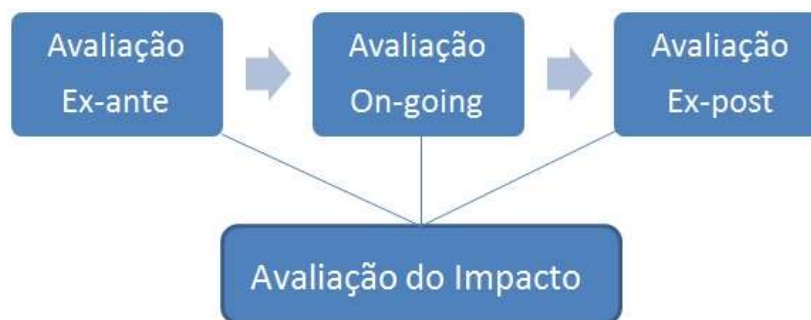 Avaliação
Ex-ante
Avaliação
On-going
Avaliação
Ex-post
Avaliação do Impacto